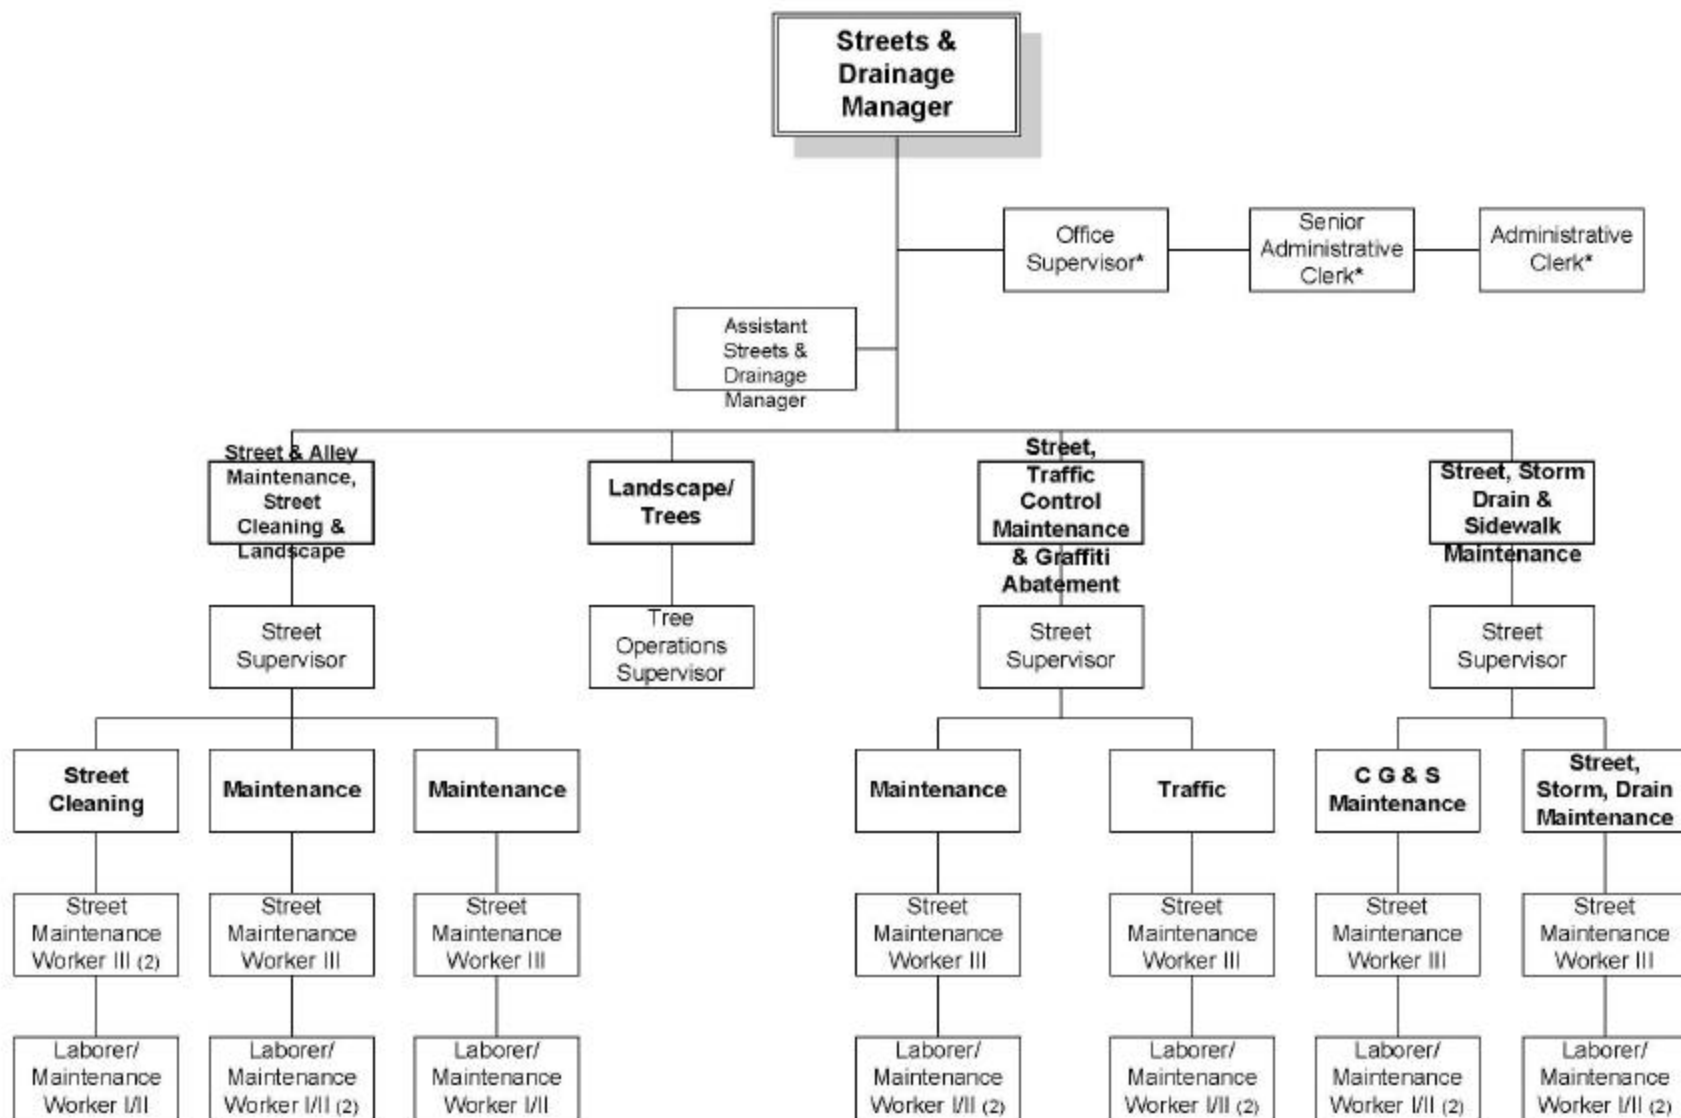 Streets &
Drainage
Manager
Office
Supervisor*
Senior
Administrative
Clerk*
Administrative
Clerk*
Assistant
Streets &
Drainage
Manager
Street & Alley
Maintenance,
Street
Cleaning &
Landscape
Landscape/
Trees
Street,
Traffic
Control
Maintenance
& Graffiti
Abatement
Street, Storm
Drain &
Sidewalk
Maintenance
Street
Supervisor
Tree
Operations
Supervisor
Street
Supervisor
Street
Supervisor
Street
Cleaning
Maintenance
Maintenance
Maintenance
Traffic
C G & S
Maintenance
Street,
Storm, Drain
Maintenance
Street
Maintenance
Worker III (2)
Street
Maintenance
Worker III
Street
Maintenance
Worker III
Street
Maintenance
Worker III
Street
Maintenance
Worker III
Street
Maintenance
Worker III
Street
Maintenance
Worker III
Laborer/
Maintenance
Worker I/II
Laborer/
Maintenance
Worker I/II (2)
Laborer/
Maintenance
Worker I/II
Laborer/
Maintenance
Worker I/II (2)
Laborer/
Maintenance
Worker I/II (2)
Laborer/
Maintenance
Worker I/II (2)
Laborer/
Maintenance
Worker I/II (2)